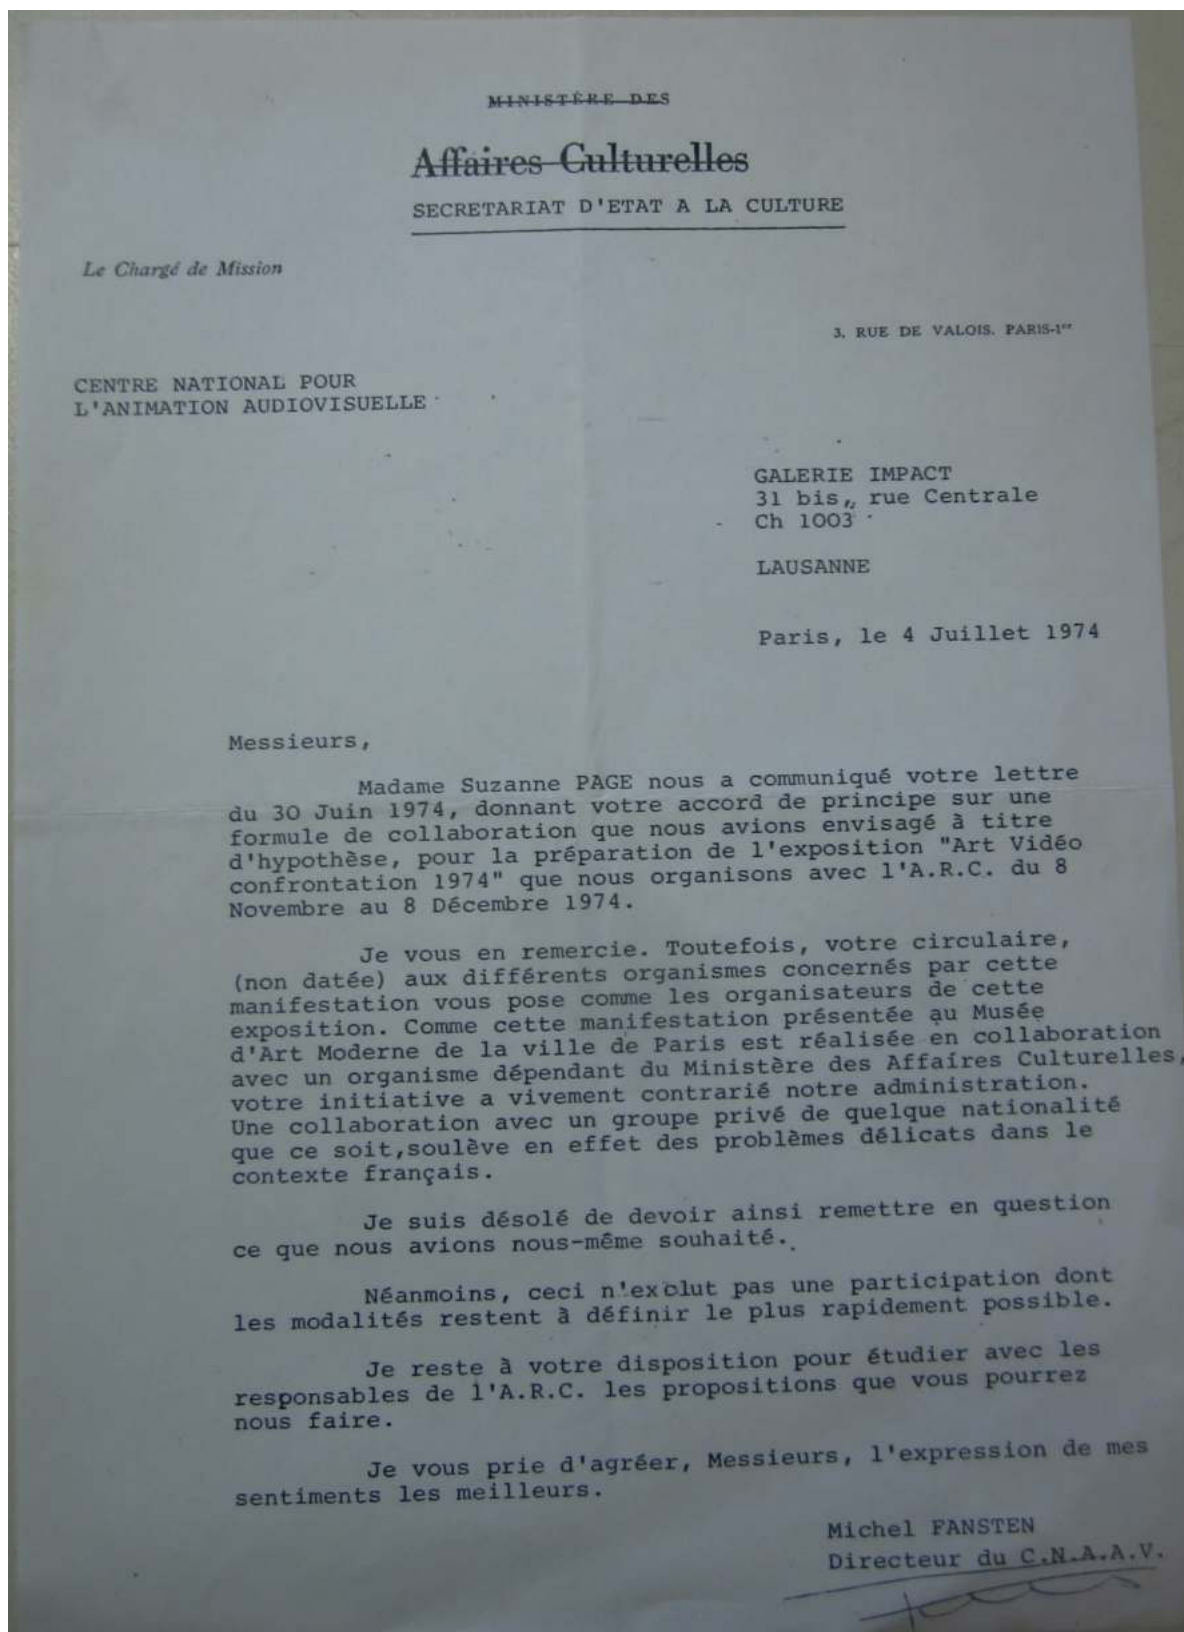 MINISTÈRE DES
Affaires Culturelles
SECRETARIAT D'ETAT A LA CULTURE
Le Chargé de Mission
3, RUE DE VALOIS. PARIS-1er
CENTRE NATIONAL POUR
L'ANIMATION AUDIOVISUELLE
GALERIE IMPACT
31 bis,, rue Centrale
Ch 1003
LAUSANNE
Paris, le 4 Juillet 1974
Messieurs,
Madame Suzanne PAGE nous a communiqué votre lettre
du 30 Juin 1974, donnant votre accord de principe sur une
formule de collaboration que nous avions envisagé à titre
d'hypothèse, pour la préparation de l'exposition "Art Vidéo
confrontation 1974" que nous organisons avec l'A.R.C. du 8
Novembre au 8 Décembre 1974.
Je vous en remercie. Toutefois, votre circulaire,
(non datée) aux différents organismes concernés par cette
manifestation vous pose comme les organisateurs de cette
exposition. Comme cette manifestation présentée au Musée
d'Art Moderne de la ville de Paris est réalisée en collaboration
avec un organisme dépendant du Ministère des Affaires Culturelles,
votre initiative a vivement contrarié notre administration.
Une collaboration avec un groupe privé de quelque nationalité
que ce soit,soulève en effet des problèmes délicats dans le
contexte français.
Je suis désolé de devoir ainsi remettre en question
ce que nous avions nous-même souhaité.
Néanmoins, ceci n'exclut pas une participation dont
les modalités restent à définir le plus rapidement possible.
Je reste à votre disposition pour étudier avec les
responsables de l'A.R.C. les propositions que vous pourrez
nous faire.
Je vous prie d'agréer, Messieurs, l'expression de mes
sentiments les meilleurs.
Michel FANSTEN
Directeur du C.N.A.A.V.